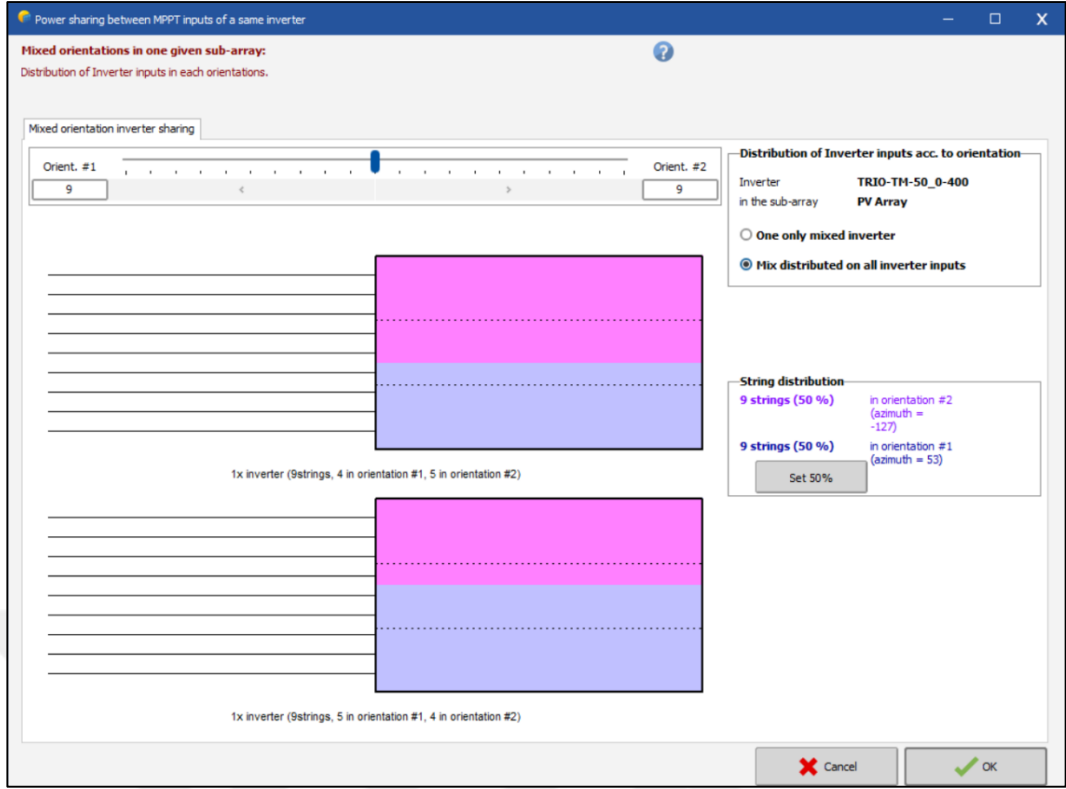 Power sharing between MPPT inputs of a same inverter
Mixed orientations in one given sub-array:
Distribution of Inverter inputs in each orientations.
Mixed orientation inverter sharing
Orient. #1
Orient. #2
9
<
>
9
1x inverter (9strings, 4 in orientation #1, 5 in orientation #2)
1x inverter (9strings, 5 in orientation #1, 4 in orientation #2)
Distribution of Inverter inputs acc. to orientation
Inverter TRIO-TM-50_0-400
in the sub-array PV Array
One only mixed inverter
Mix distributed on all inverter inputs
String distribution
9 strings (50 %) in orientation #2
(azimuth =
-127)
9 strings (50 %) in orientation #1
(azimuth = 53)
Set 50%
Cancel
OK